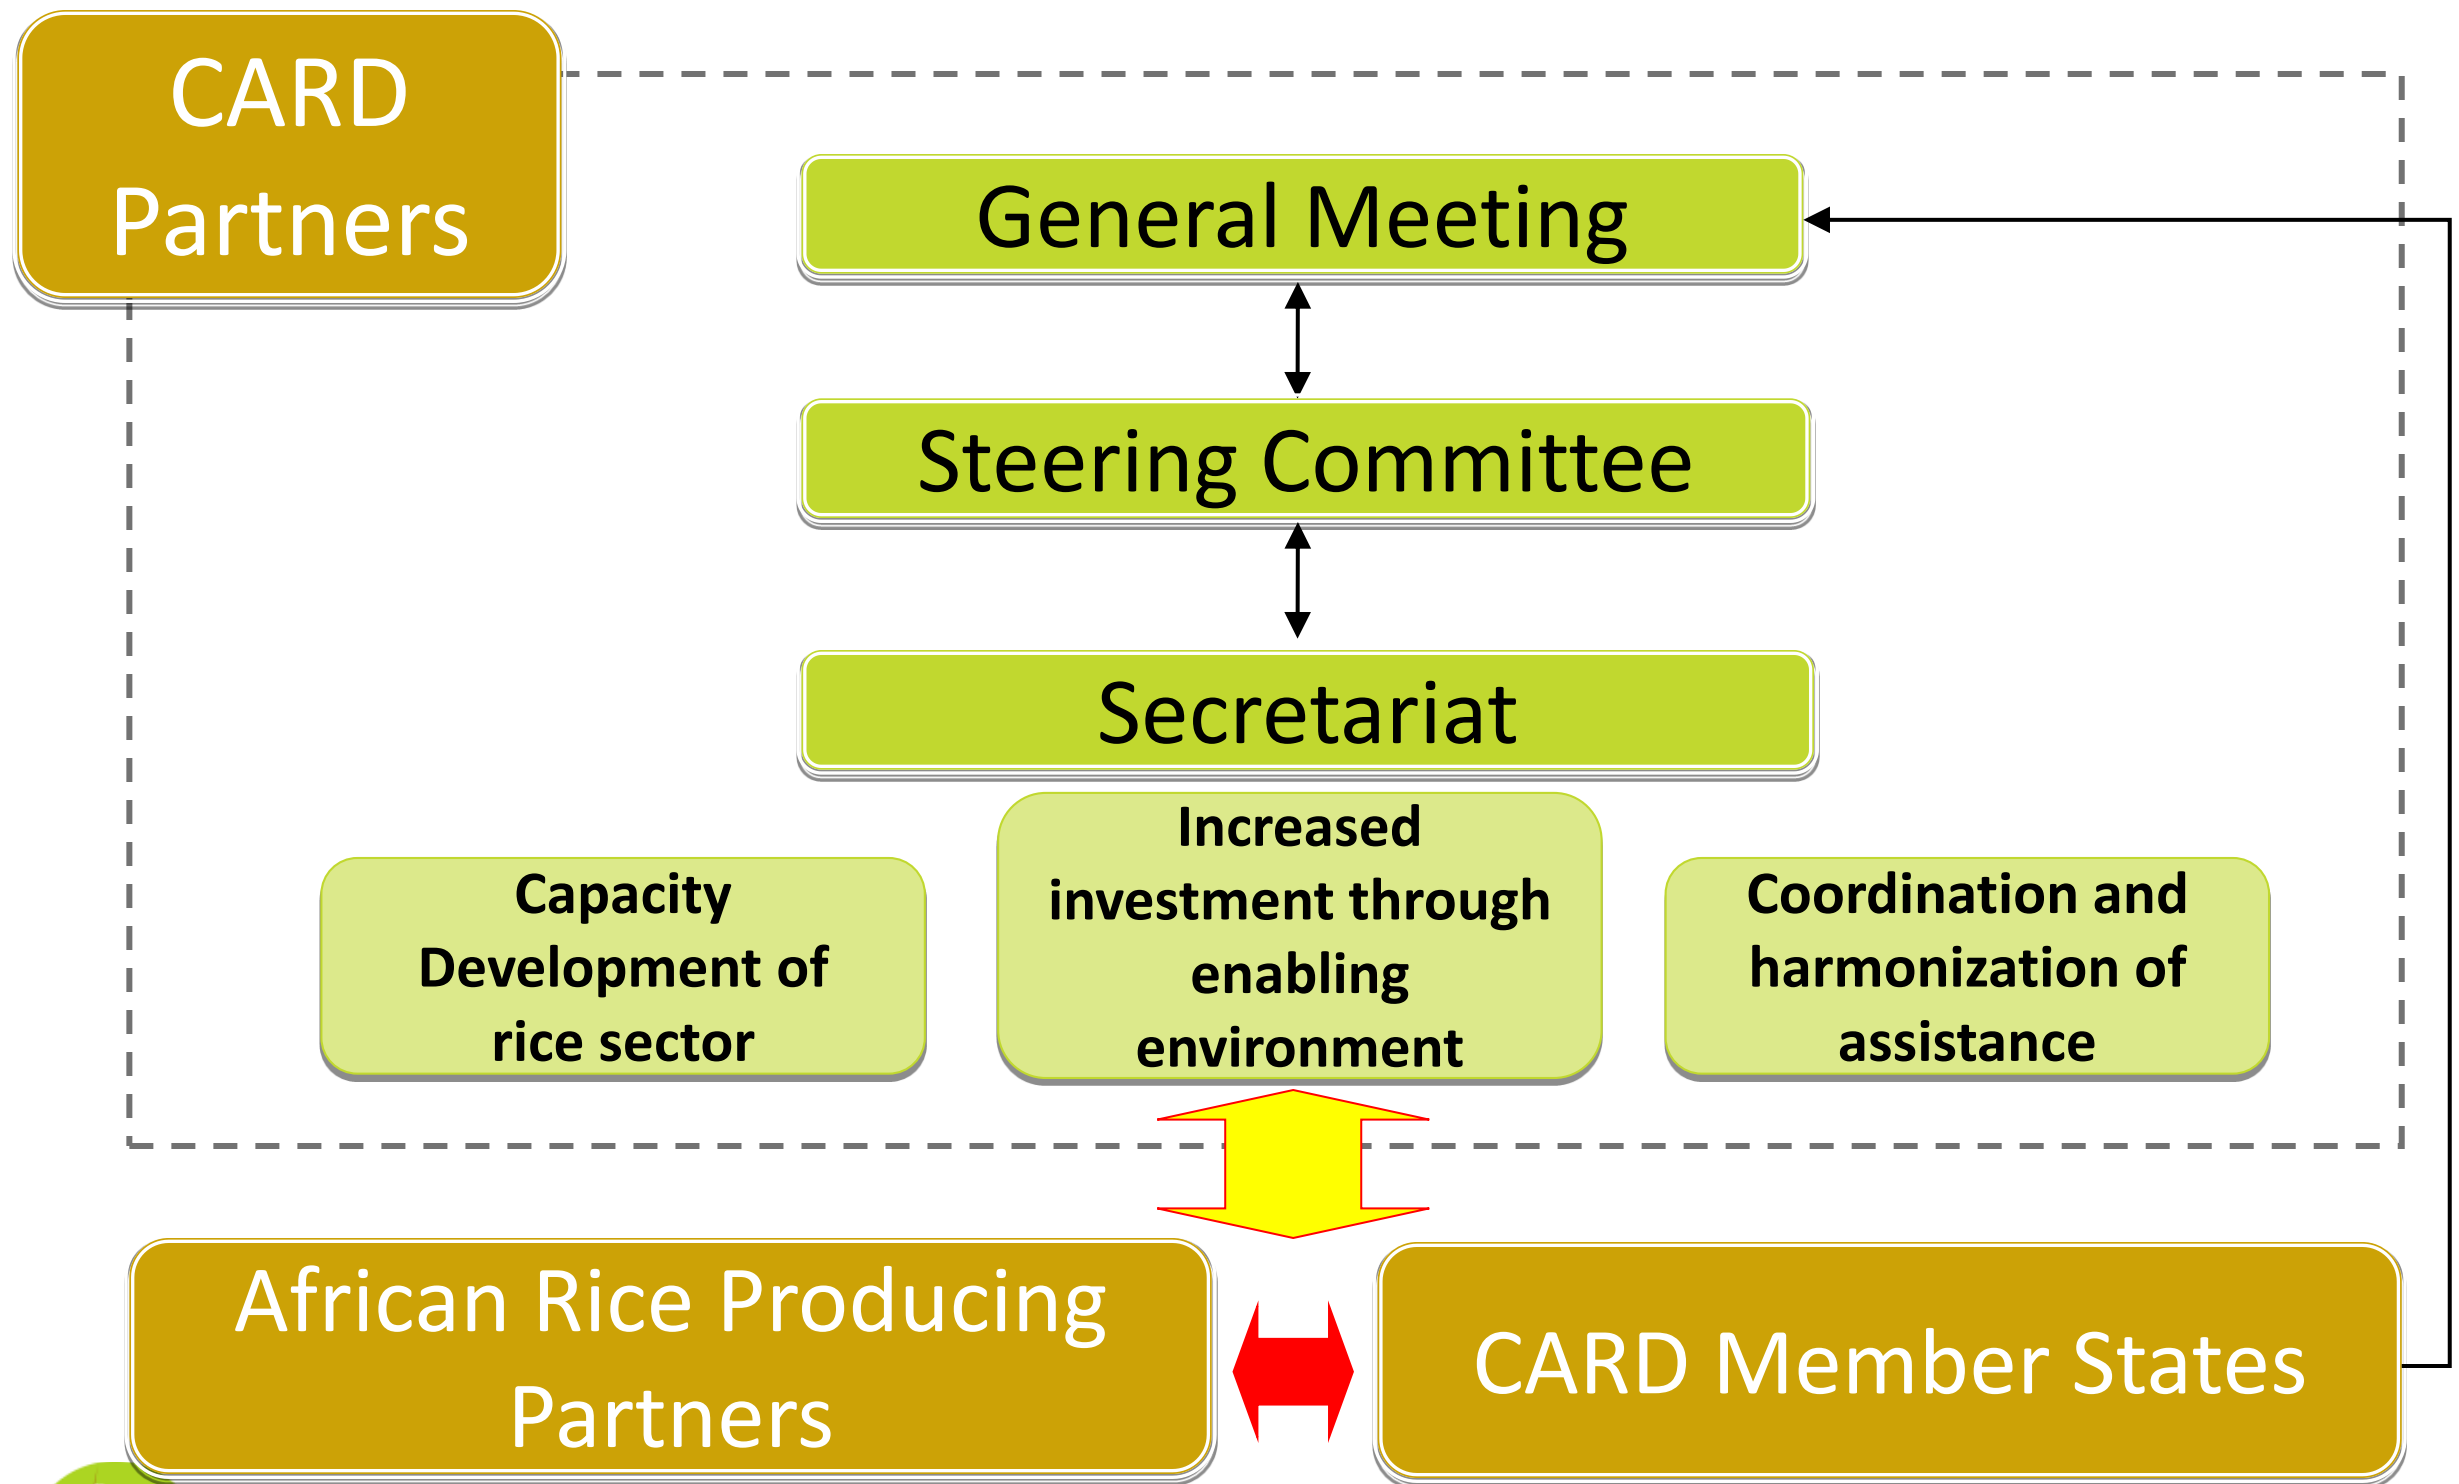 CARD
Partners
General Meeting
Steering Committee
Secretariat
Capacity
Development of
rice sector
Increased
investment through
enabling
environment
Coordination and
harmonization of
assistance
African Rice Producing
Partners
CARD Member States